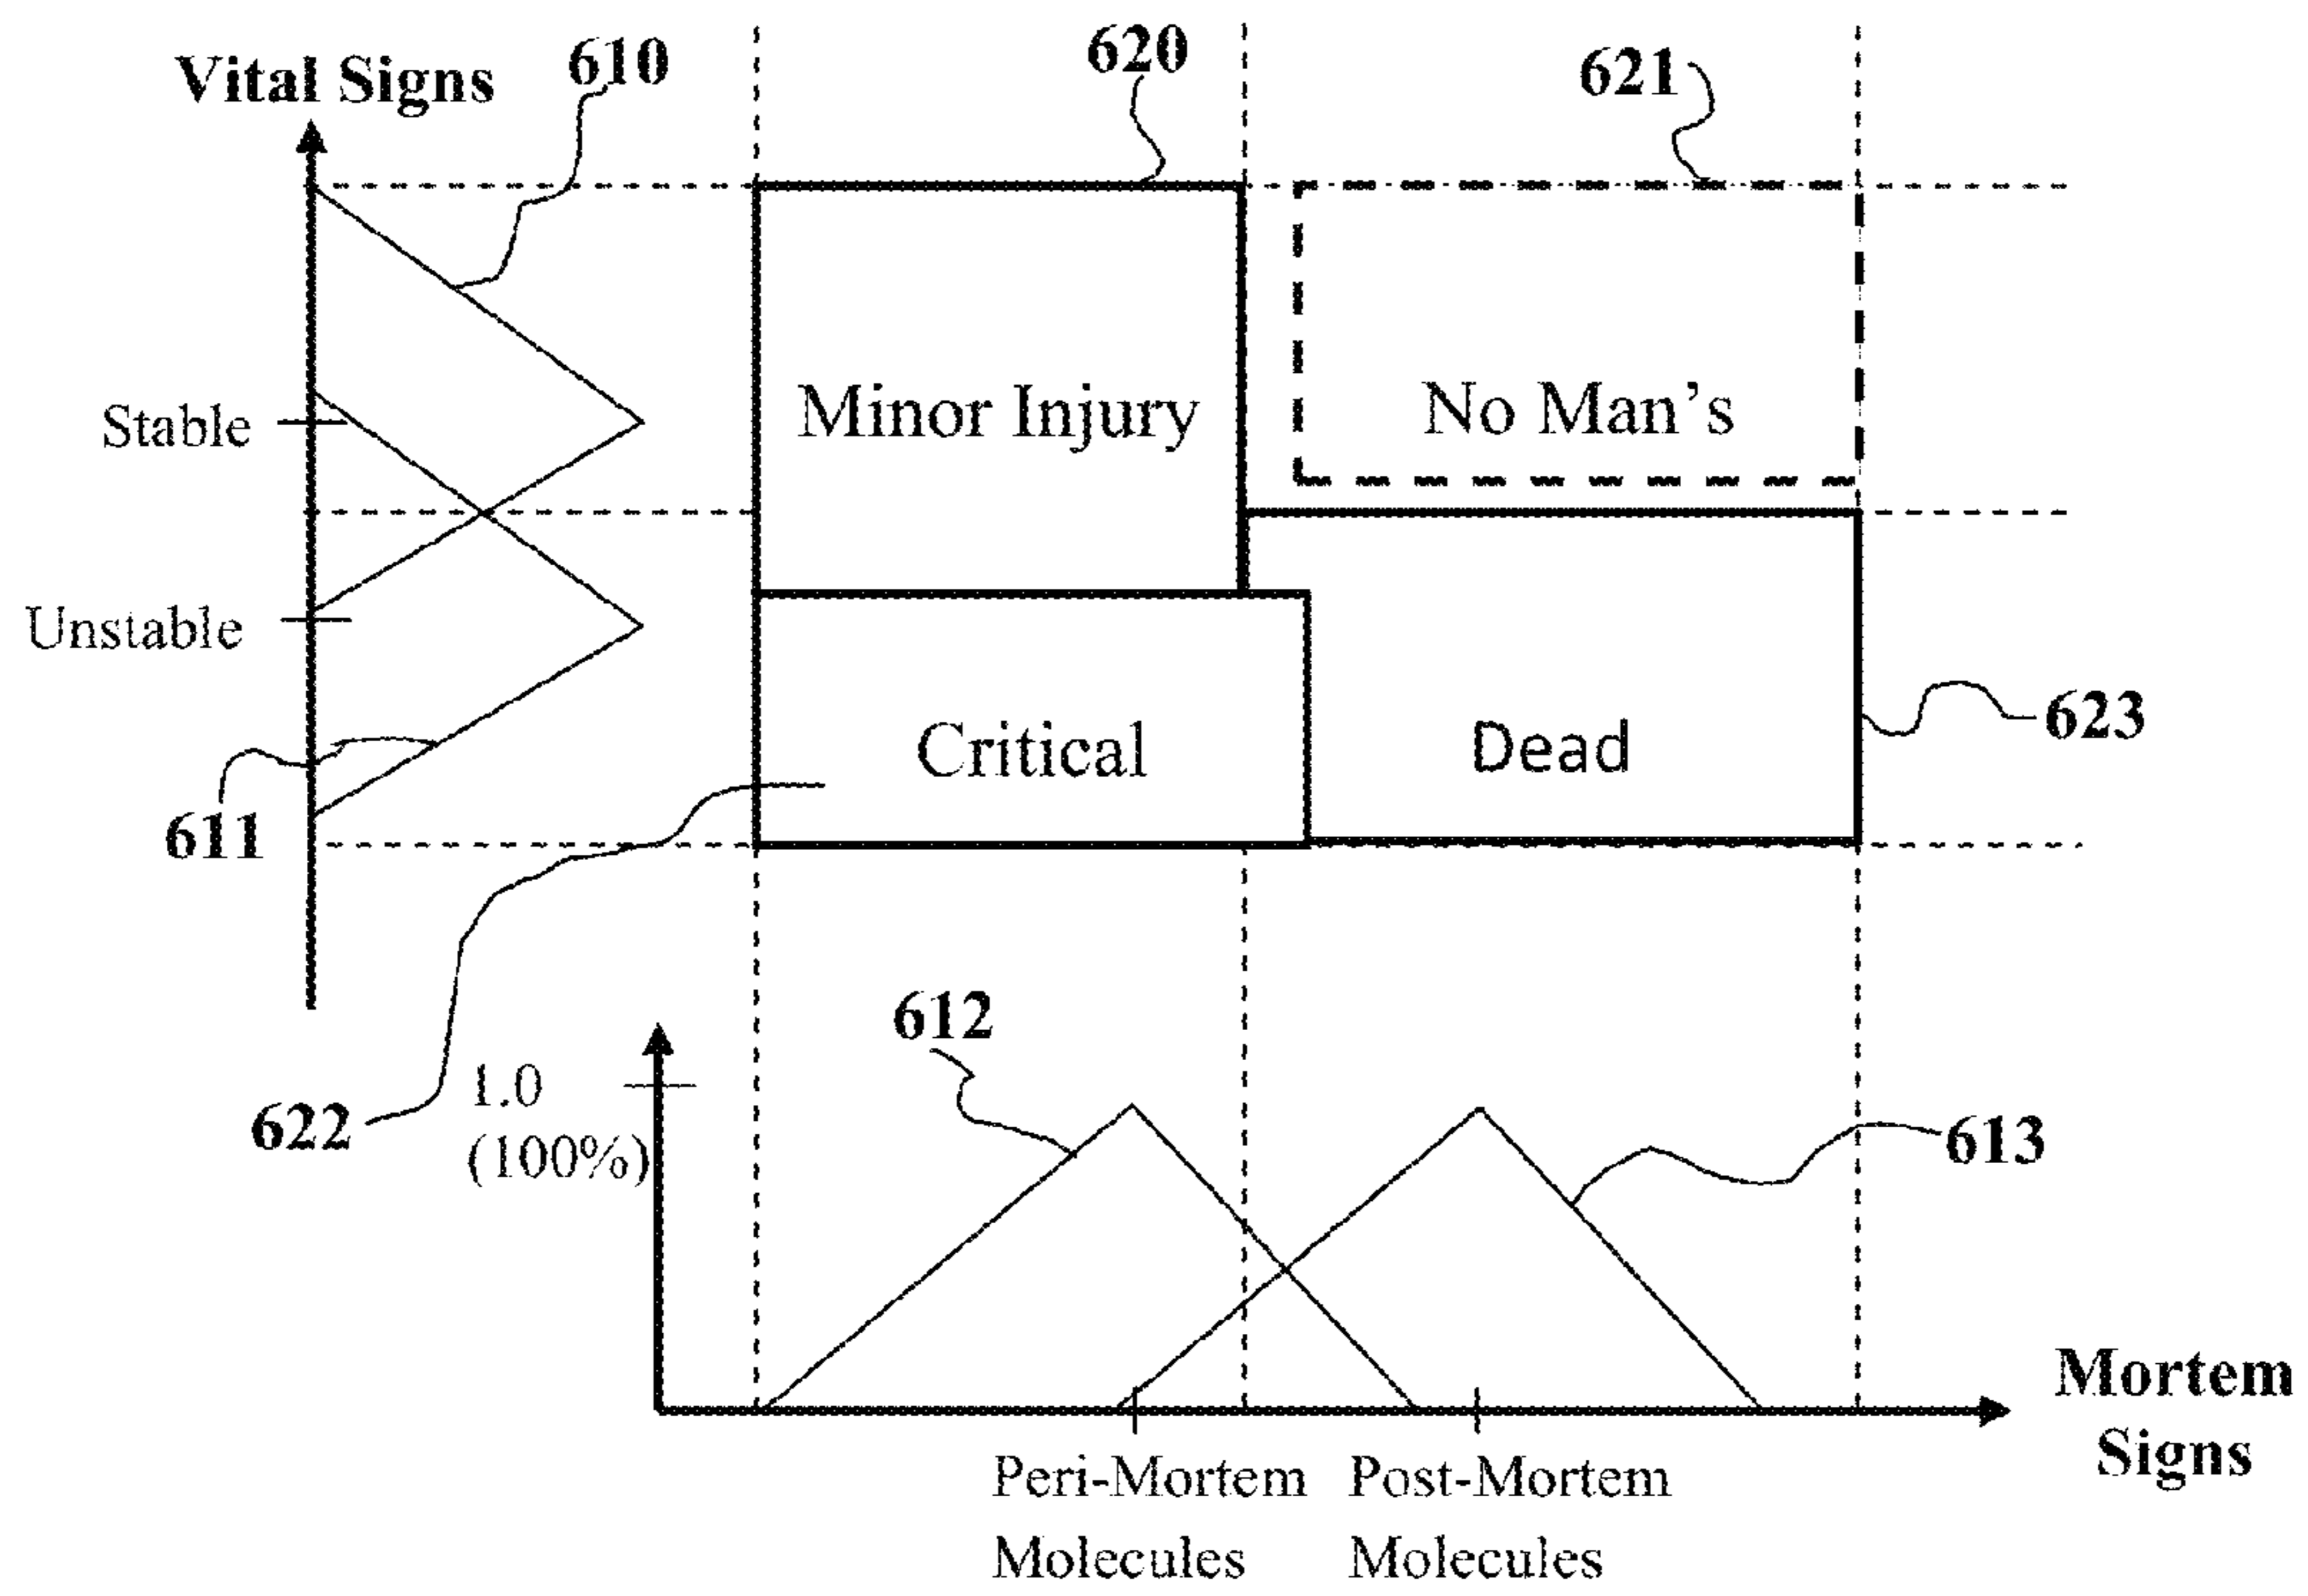 Vital Signs
610
620
621
Stable
Minor Injury
No Man's
Unstable
Critical
Dead
623
611
612
1.0
(100%)
622
613
Mortem
Signs
Peri-Mortem
Molecules
Post-Mortem
Molecules